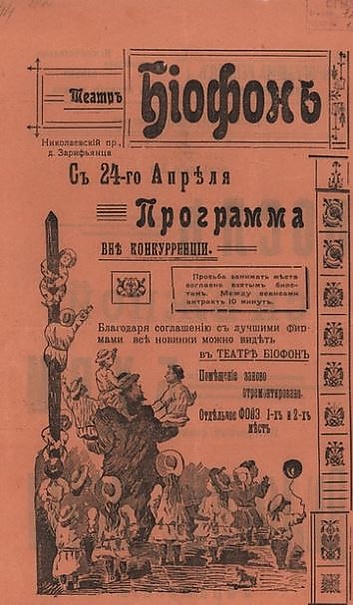 Театръ
Біофонъ
Николаевскій пр.,
д. Зарифьянца
Съ 24-го Апрѣля
Программа
ВНѢ КОНКУРРЕНЦІИ.
Просьба занимать мѣста
согласно взятымъ биле-
тамъ. Между сеансами
антрактъ 10 минутъ.
Благодаря соглашенію съ лучшими фир-
мами всѣ новинки можно видѣть
въ ТЕАТРѢ БІОФОНЪ
Помѣщеніе заново
отремонтировано.
Отдѣльное ФОЙЭ 1-хъ и 2-хъ
мѣстъ